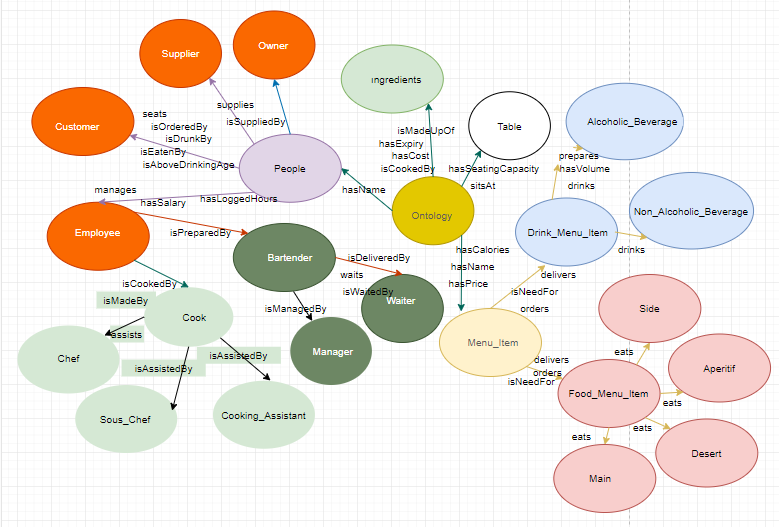 Owner
Supplier
ingredients
supplies
seats
isOrderedBy
isSuppliedBy
Customer
isDrunkBy
isEatenBy
isAboveDrinkingAge
isMadeUpOf
hasExpiry
hasCost
isCookedBy
Table
Alcoholic_Beverage
prepares
hasVolume
drinks
People
hasSeatingCapacity
sitsAt
manages
hasSalary
hasLoggedHours
hasName
Ontology
Non_Alcoholic_Beverage
Employee
isPreparedBy
Drink_Menu_Item
drinks
Bartender
isDeliveredBy
waits
isWaitedBy
Waiter
hasCalories
hasName
hasPrice
delivers
isNeedFor
orders
isCookedBy
isMadeBy
Cook
isManagedBy
Side
assists
Chef
isAssistedBy
isAssistedBy
Manager
Menu_Item
eats
delivers
orders
isNeedFor
Aperitif
Food_Menu_Item
eats
Sous_Chef
Cooking_Assistant
eats
eats
Desert
Main